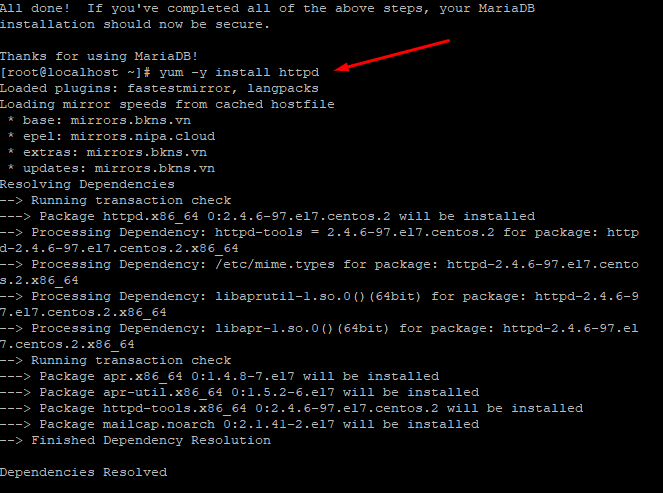 All done!  If you've completed all of the above steps, your MariaDB
installation should now be secure.
Thanks for using MariaDB!
[root@localhost ~]# yum -y install httpd
Loaded plugins: fastestmirror, langpacks
Loading mirror speeds from cached hostfile
 * base: mirrors.bkns.vn
 * epel: mirrors.nipa.cloud
 * extras: mirrors.bkns.vn
 * updates: mirrors.bkns.vn
Resolving Dependencies
--> Running transaction check
---> Package httpd.x86_64 0:2.4.6-97.el7.centos.2 will be installed
--> Processing Dependency: httpd-tools = 2.4.6-97.el7.centos.2 for package: http
d-2.4.6-97.el7.centos.2.x86_64
--> Processing Dependency: /etc/mime.types for package: httpd-2.4.6-97.el7.cento
s.2.x86_64
--> Processing Dependency: libaprutil-1.so.0()(64bit) for package: httpd-2.4.6-9
7.el7.centos.2.x86_64
--> Processing Dependency: libapr-1.so.0()(64bit) for package: httpd-2.4.6-97.el
7.centos.2.x86_64
--> Running transaction check
---> Package apr.x86_64 0:1.4.8-7.el7 will be installed
---> Package apr-util.x86_64 0:1.5.2-6.el7 will be installed
---> Package httpd-tools.x86_64 0:2.4.6-97.el7.centos.2 will be installed
---> Package mailcap.noarch 0:2.1.41-2.el7 will be installed
--> Finished Dependency Resolution
Dependencies Resolved